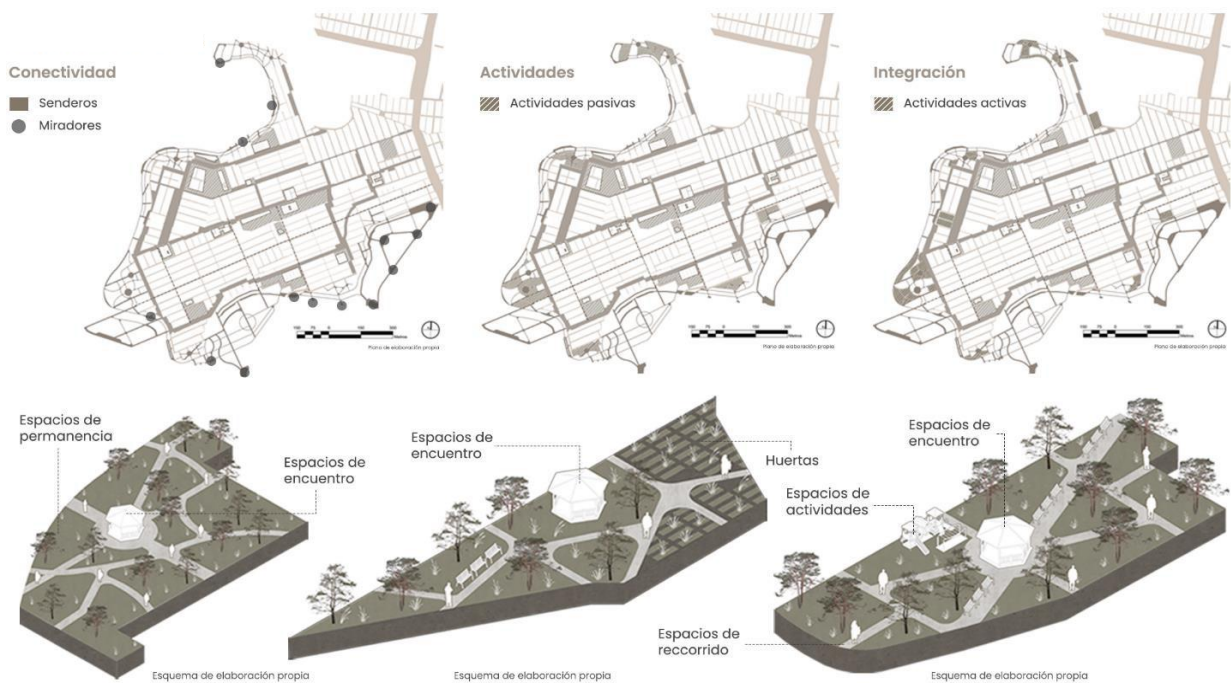 Conectividad
Senderos
Miradores
Plano de elaboración propia
Actividades
Actividades pasivas
Plano de elaboración propia
Integración
Actividades activas
Plano de elaboración propia
Espacios de
permanencia
Espacios de
encuentro
Esquema de elaboración propia
Espacios de
encuentro
Huertas
Esquema de elaboración propia
Espacios de
encuentro
Espacios de
actividades
Espacios de
reccorrido
Esquema de elaboración propia